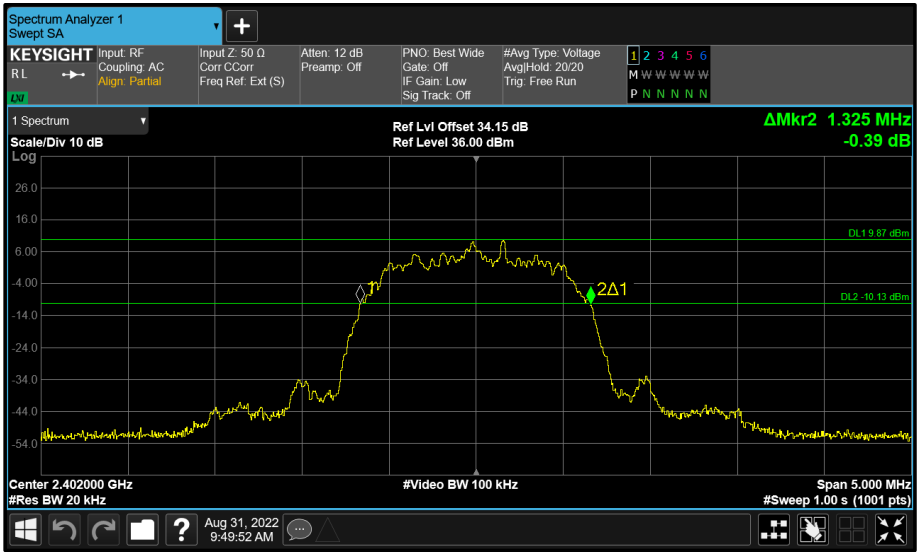 Spectrum Analyzer 1
Swept SA
+
KEYSIGHT
RL
LXI
Input: RF
Coupling: AC
Align: Partial
Input Z: 50 Ω
Corr CCorr
Freq Ref: Ext (S)
Atten: 12 dB
Preamp: Off
PNO: Best Wide
Gate: Off
IF Gain: Low
Sig Track: Off
#Avg Type: Voltage
Avg|Hold: 20/20
Trig: Free Run
1 2 3 4 5 6
M W W W W W
P N N N N N
1 Spectrum
Scale/Div 10 dB
Ref Lvl Offset 34.15 dB
Ref Level 36.00 dBm
ΔMkr2 1.325 MHz
-0.39 dB
Log
26.0
16.0
6.00
-4.00
-14.0
-24.0
-34.0
-44.0
-54.0
DL1 9.87 dBm
DL2 -10.13 dBm
1
2Δ1
Center 2.402000 GHz
#Res BW 20 kHz
#Video BW 100 kHz
Span 5.000 MHz
#Sweep 1.00 s (1001 pts)
?
Aug 31, 2022
9:49:52 AM